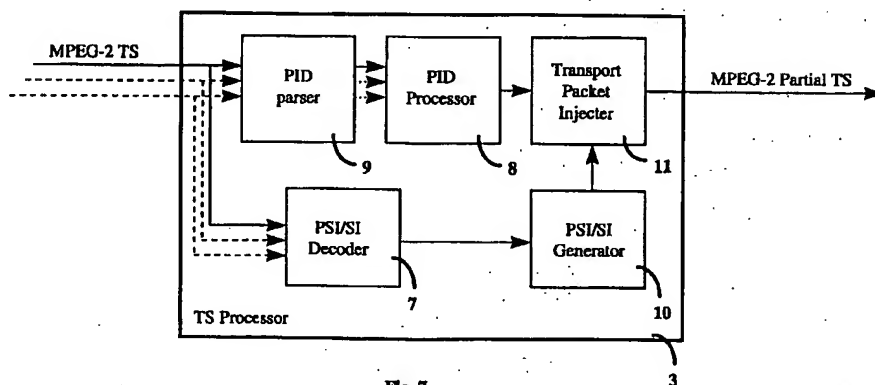 MPEG-2 TS
PID
parser
9
PID
Processor
8
Transport
Packet
Injecter
11
MPEG-2 Partial TS
PSI/SI
Decoder
7
PSI/SI
Generator
10
TS Processor
3